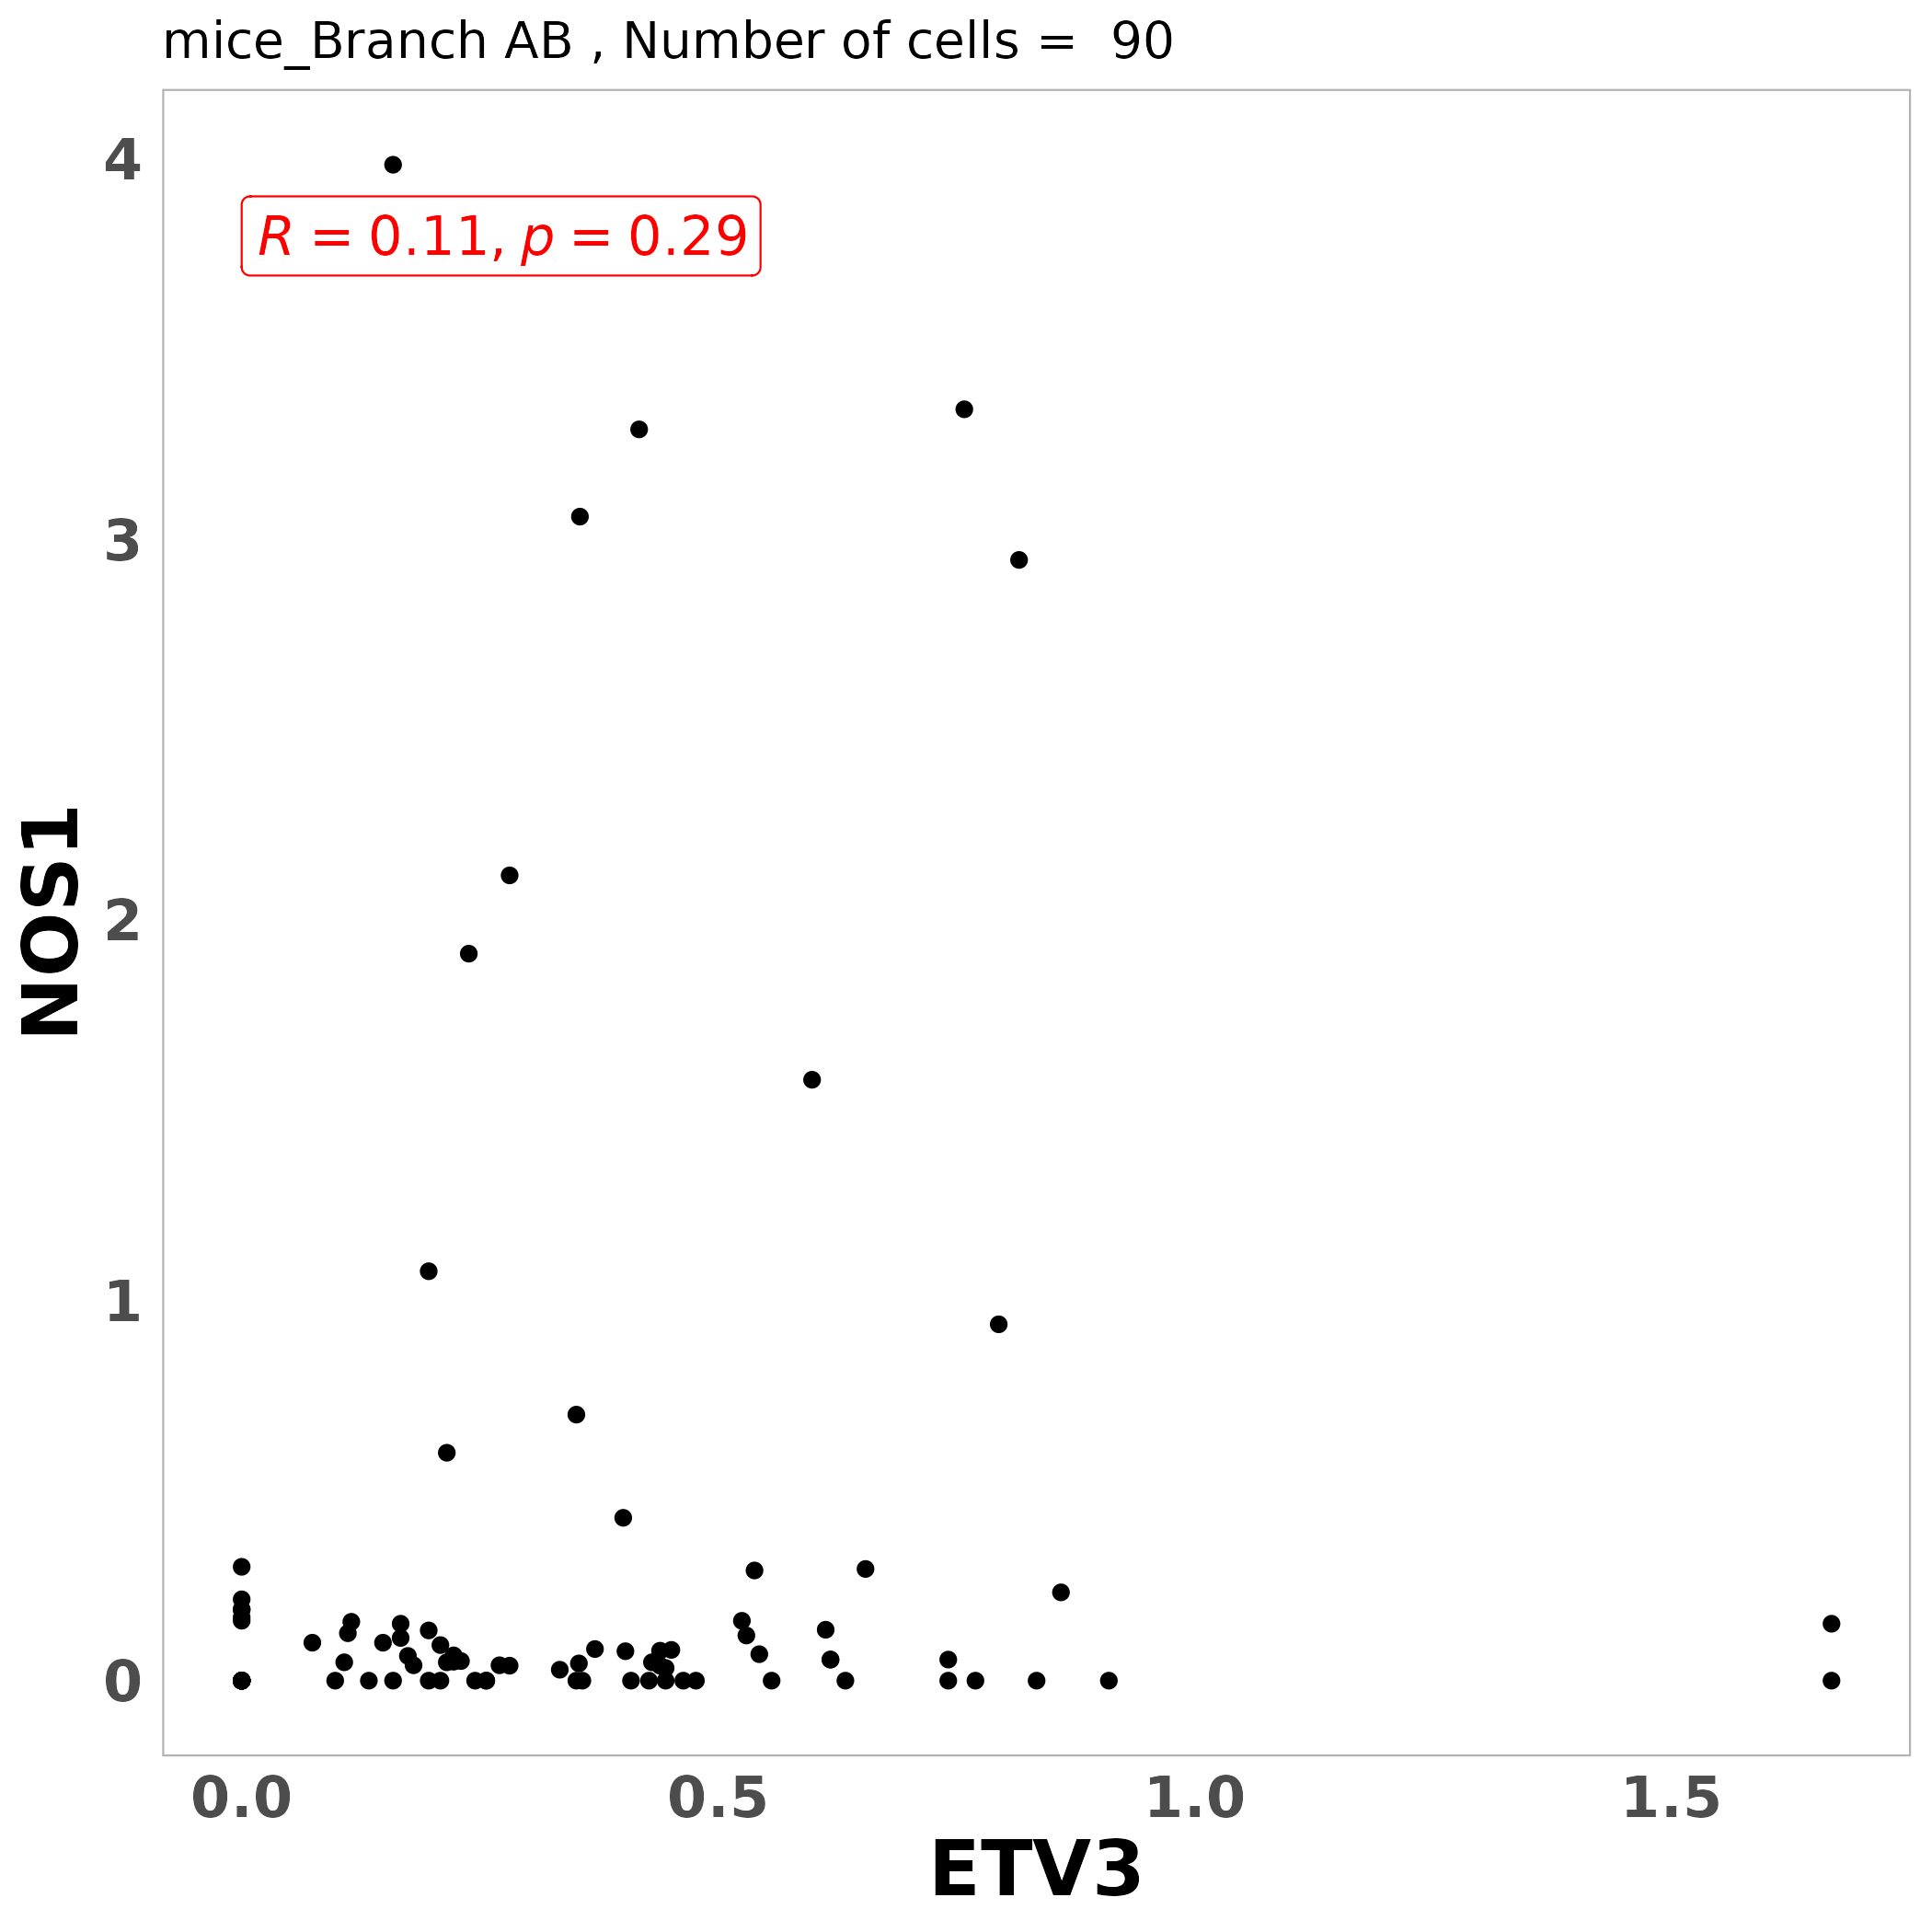 mice_Branch AB , Number of cells =  90
4
R = 0.11, p = 0.29
3
2
1
0
NOS1
0.0 0.5 1.0 1.5
ETV3